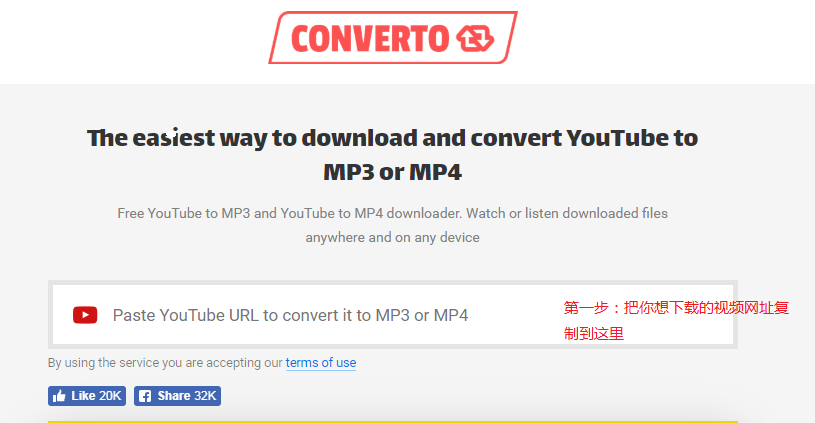 CONVERTO
The easiest way to download and convert YouTube to
MP3 or MP4
Free YouTube to MP3 and YouTube to MP4 downloader. Watch or listen downloaded files
anywhere and on any device
Paste YouTube URL to convert it to MP3 or MP4
第一步：把你想下载的视频网址复
制到这里
By using the service you are accepting our terms of use
Like 20K Share 32K